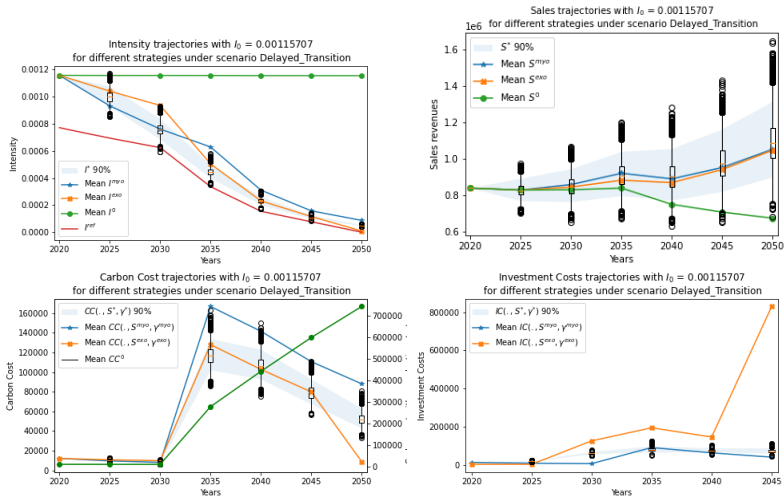 Intensity trajectories with I₀ = 0.00115707
for different strategies under scenario Delayed_Transition
0.0012
0.0010
0.0008
0.0006
0.0004
0.0002
0.0000
Intensity
I* 90%
Mean I^myo
Mean I^exo
Mean I^0
I^ref
2020 2025 2030 2035 2040 2045 2050
Years
Sales trajectories with I₀ = 0.00115707
for different strategies under scenario Delayed_Transition
1e6
1.6
1.4
1.2
1.0
0.8
0.6
Sales revenues
S* 90%
Mean S^myo
Mean S^exo
Mean S^0
2020 2025 2030 2035 2040 2045 2050
Years
Carbon Cost trajectories with I₀ = 0.00115707
for different strategies under scenario Delayed_Transition
160000
140000
120000
100000
80000
60000
40000
20000
0
Carbon Cost
CC(., S*, γ*) 90%
Mean CC(., S^myo, γ^myo)
Mean CC(., S^exo, γ^exo)
Mean CC^0
700000
600000
500000
400000
300000
200000
100000
0
2020 2025 2030 2035 2040 2045 2050
Years
Investment Costs trajectories with I₀ = 0.00115707
for different strategies under scenario Delayed_Transition
800000
600000
400000
200000
0
Investment Costs
IC(., S*, γ*) 90%
Mean IC(., S^myo, γ^myo)
Mean IC(., S^exo, γ^exo)
2020 2025 2030 2035 2040 2045
Years